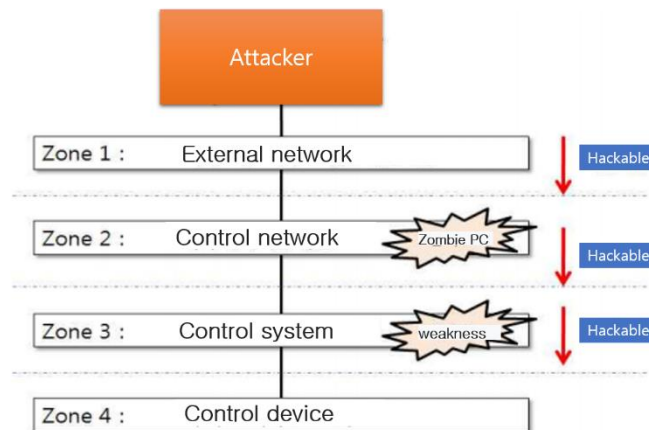 Attacker
Zone 1 : External network
Hackable
Zone 2 : Control network
Zombie PC
Hackable
Zone 3 : Control system
weakness
Hackable
Zone 4 : Control device